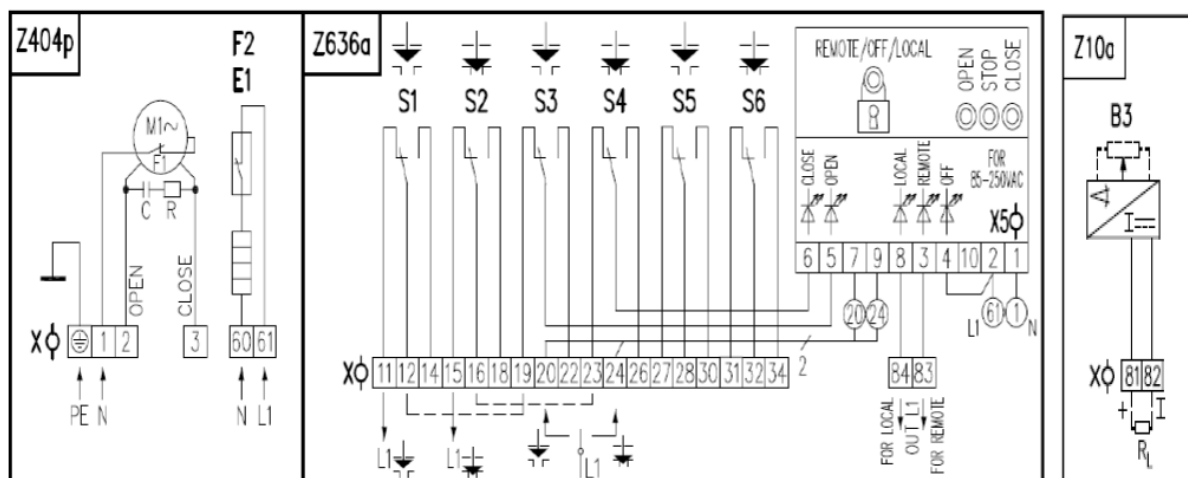 Z404p
F2
E1
M1~
F1
C R
OPEN
CLOSE
X
1 2 3 60 61
PE N N L1
Z636a
S1 S2 S3 S4 S5 S6
REMOTE/OFF/LOCAL
OPEN
STOP
CLOSE
CLOSE
OPEN
LOCAL
REMOTE
OFF
FOR
85-250VAC
X5
6 5 7 9 8 3 4 10 2 1
20 24
L1 61 1 N
2
X 11 12 14 15 16 18 19 20 22 23 24 26 27 28 30 31 32 34
84 83
L1 L1 L1
FOR LOCAL
OUT L1
FOR REMOTE
Z10a
B3
I
X 81 82
+ I
RL